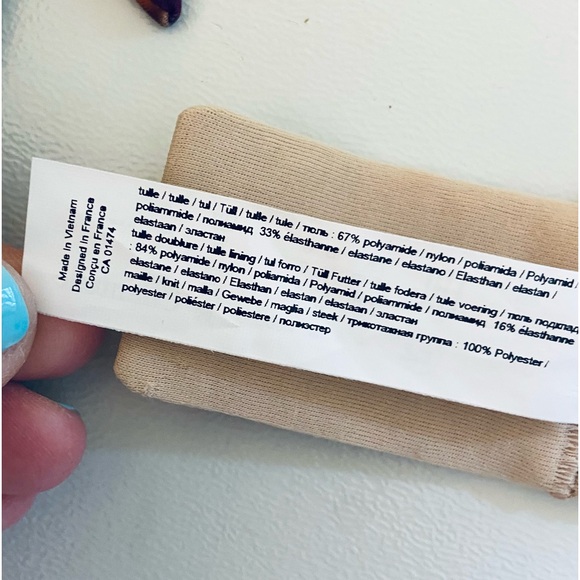 Made in Vietnam
Designed in France
Conçu en France
CA 01474
tulle / tulle / tul / Tüll / tulle / tule / тюль : 67% polyamide / nylon / poliamida / Polyamid /
poliammide / полиамид 33% élasthanne / elastane / elastano / Elasthan / elastan /
elastaan / эластан
tulle doublure / tulle lining / tul forro / Tüll Futter / tulle fodera / tule voering / тюль подклад
: 84% polyamide / nylon / poliamida / Polyamid / poliammide / полиамид 16% élasthanne
elastane / elastano / Elasthan / elastan / elastaan / эластан
maille / knit / malla / Gewebe / maglia / steek / трикотажная группа : 100% Polyester /
polyester / poliéster / poliestere / полиэстер